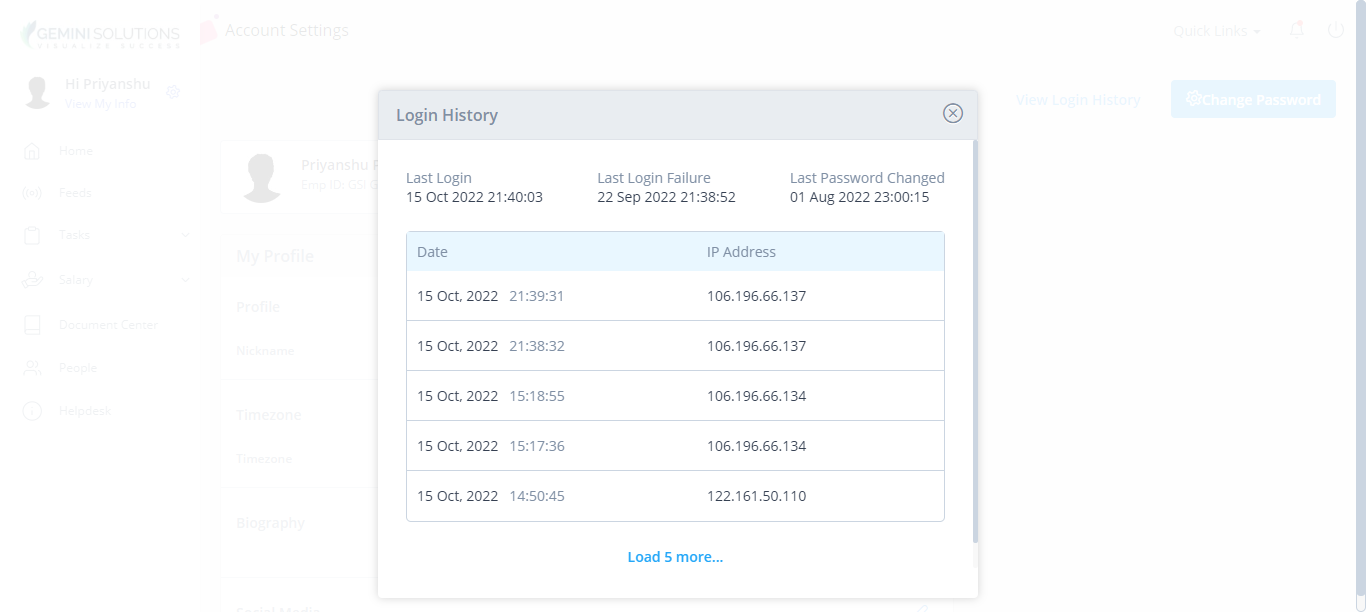 GEMINI SOLUTIONS
VISUALIZE SUCCESS
Account Settings
Quick Links
Hi Priyanshu
View My Info
View Login History
Change Password
Home
Feeds
Tasks
Salary
Document Center
People
Helpdesk
Priyanshu
Emp ID: GSI G
My Profile
Profile
Nickname
Timezone
Timezone
Biography
Social Media
Login History
Last Login Last Login Failure Last Password Changed
15 Oct 2022 21:40:03 22 Sep 2022 21:38:52 01 Aug 2022 23:00:15
Date IP Address
15 Oct, 2022 21:39:31 106.196.66.137
15 Oct, 2022 21:38:32 106.196.66.137
15 Oct, 2022 15:18:55 106.196.66.134
15 Oct, 2022 15:17:36 106.196.66.134
15 Oct, 2022 14:50:45 122.161.50.110
Load 5 more...